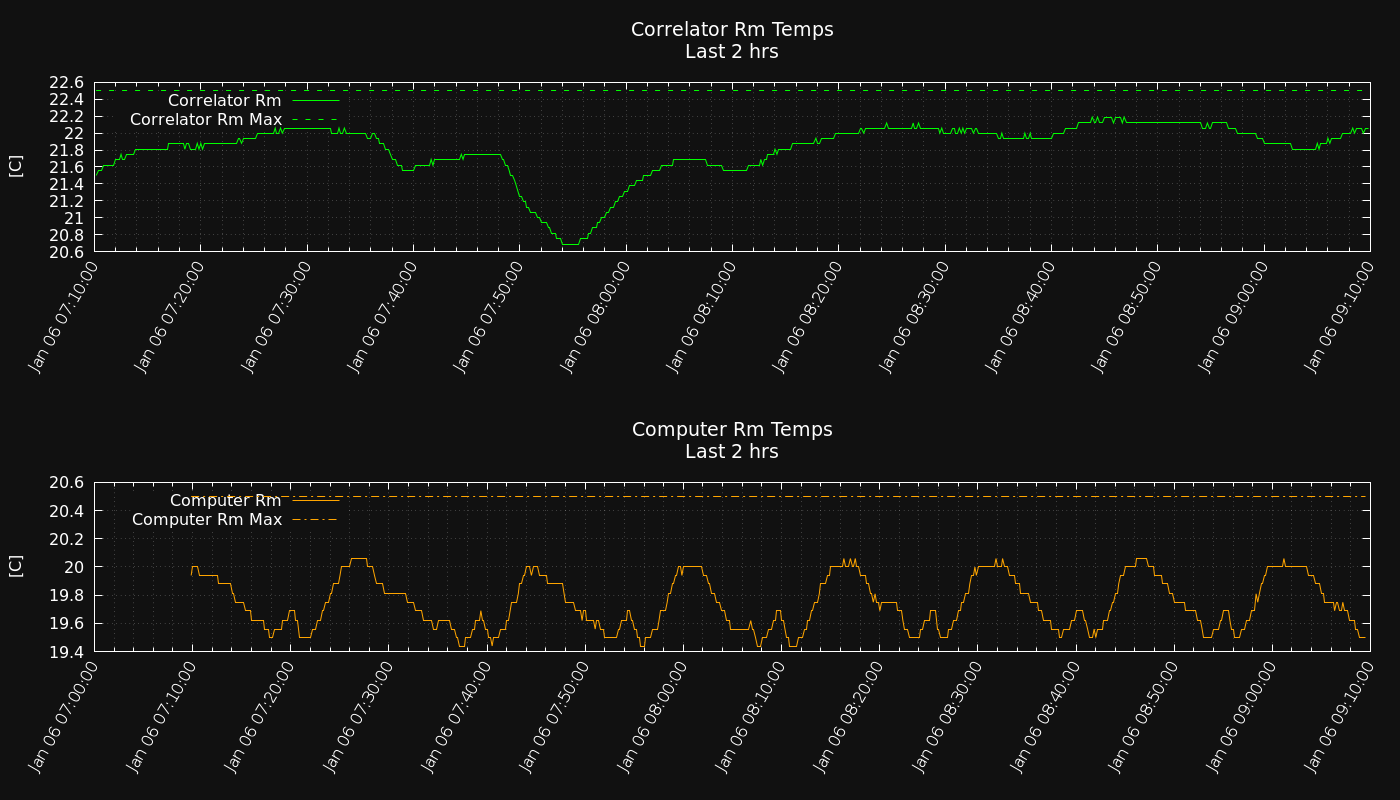 Correlator Rm Temps
Last 2 hrs
[C]
22.6
22.4
22.2
22
21.8
21.6
21.4
21.2
21
20.8
20.6
Correlator Rm
Correlator Rm Max
Jan 06 07:10:00
Jan 06 07:20:00
Jan 06 07:30:00
Jan 06 07:40:00
Jan 06 07:50:00
Jan 06 08:00:00
Jan 06 08:10:00
Jan 06 08:20:00
Jan 06 08:30:00
Jan 06 08:40:00
Jan 06 08:50:00
Jan 06 09:00:00
Jan 06 09:10:00
Computer Rm Temps
Last 2 hrs
[C]
20.6
20.4
20.2
20
19.8
19.6
19.4
Computer Rm
Computer Rm Max
Jan 06 07:00:00
Jan 06 07:10:00
Jan 06 07:20:00
Jan 06 07:30:00
Jan 06 07:40:00
Jan 06 07:50:00
Jan 06 08:00:00
Jan 06 08:10:00
Jan 06 08:20:00
Jan 06 08:30:00
Jan 06 08:40:00
Jan 06 08:50:00
Jan 06 09:00:00
Jan 06 09:10:00